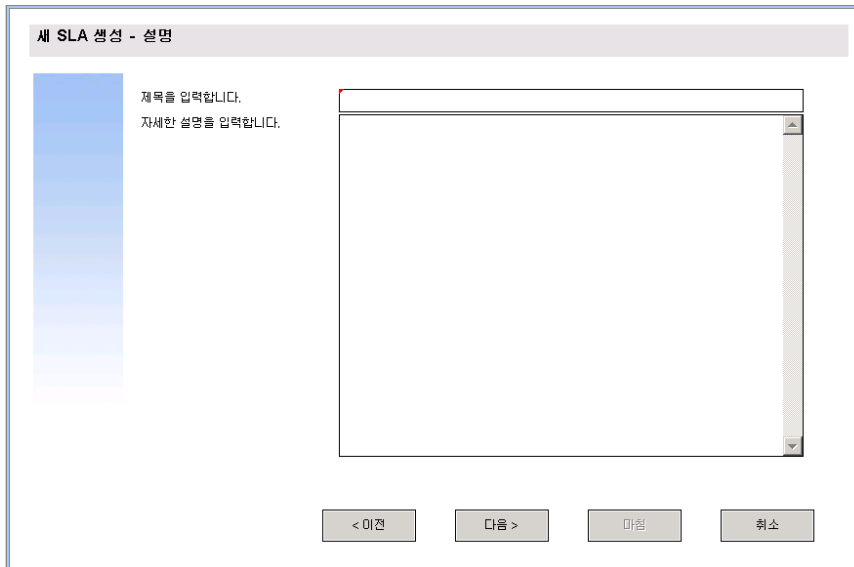 새 SLA 생성 - 설명
제목을 입력합니다.
자세한 설명을 입력합니다.
< 이전
다음 >
마침
취소